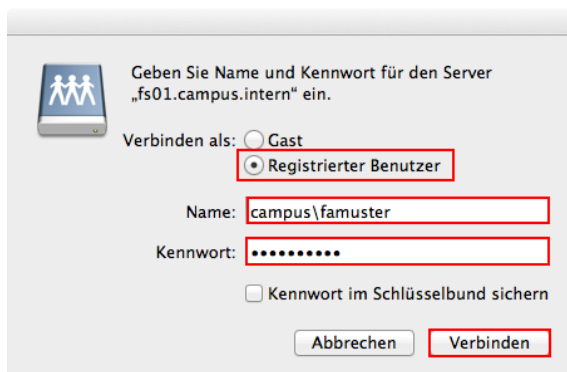 Geben Sie Name und Kennwort für den Server
„fs01.campus.intern“ ein.
Verbinden als: Gast
Registrierter Benutzer
Name: campus\famuster
Kennwort: ••••••••••
Kennwort im Schlüsselbund sichern
Abbrechen Verbinden